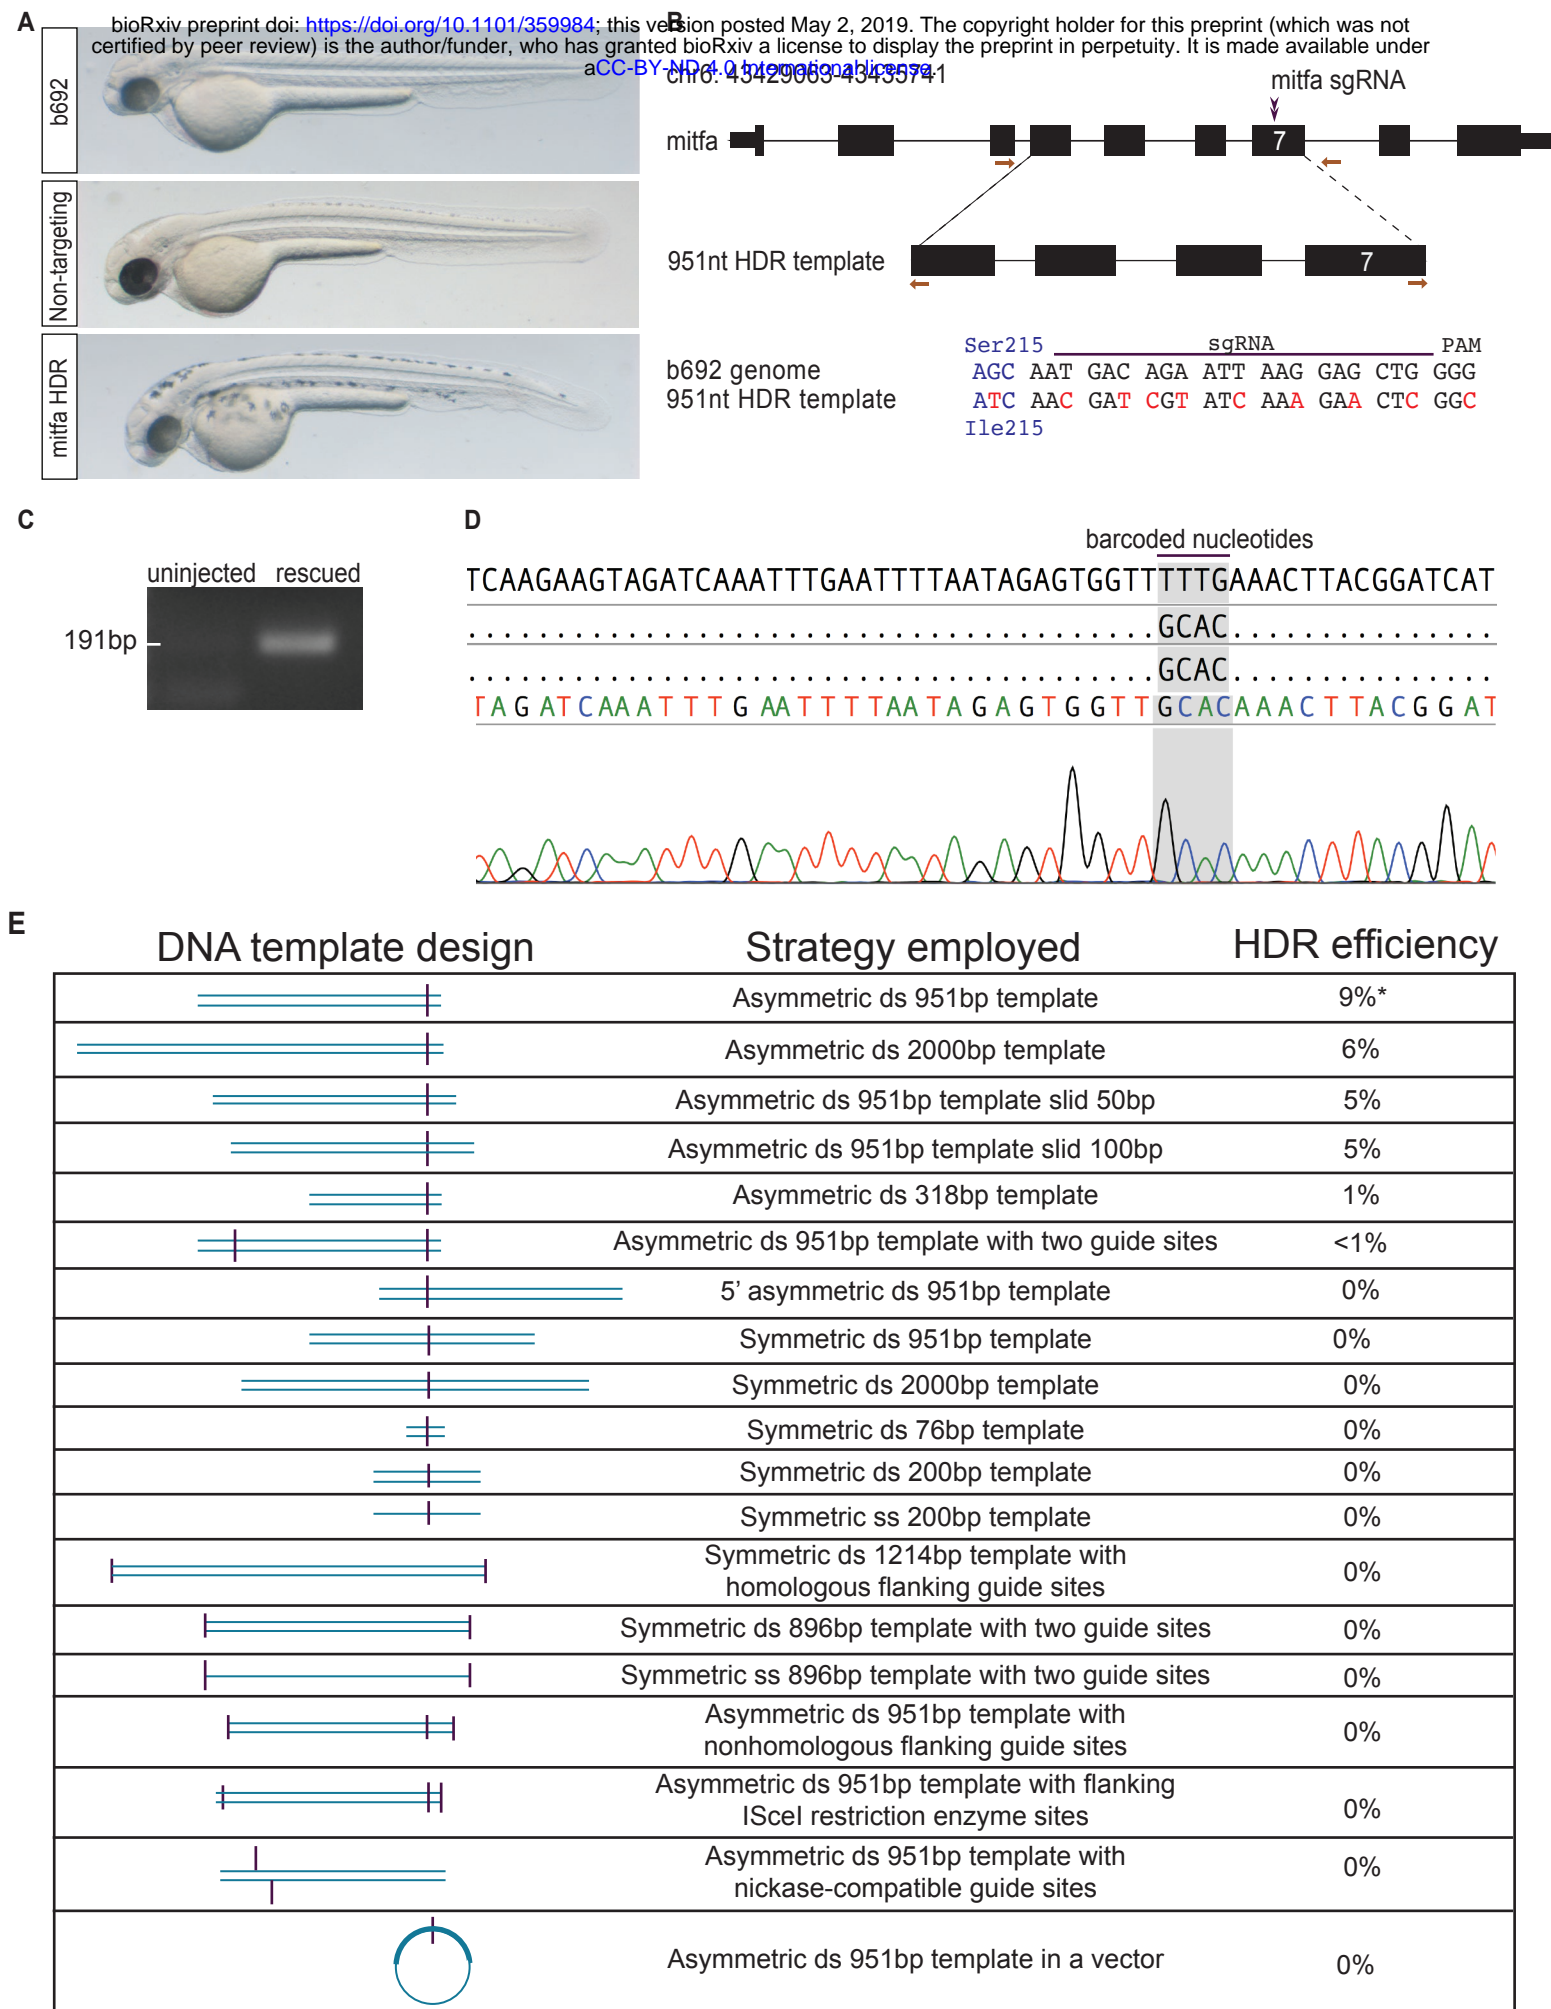 bioRxiv preprint doi: https://doi.org/10.1101/359984; this version posted May 2, 2019. The copyright holder for this preprint (which was not
certified by peer review) is the author/funder, who has granted bioRxiv a license to display the preprint in perpetuity. It is made available under
aCC-BY-ND 4.0 International license.
A
b692
Non-targeting
mitfa HDR
B
chr6: 43429063-43435741
mitfa sgRNA
mitfa
7
951nt HDR template
7
Ser215 sgRNA PAM
b692 genome AGC AAT GAC AGA ATT AAG GAG CTG GGG
951nt HDR template ATC AAC GAT CGT ATC AAA GAA CTC GGC
Ile215
C
uninjected rescued
191bp
D
barcoded nucleotides
TCAAGAAGTAGATCAAATTTGAATTTTAATAGAGTGGTTTTTGAAACTTACGGATCAT
......................................GCAC...............
......................................GCAC...............
TAGATCAAATTTGAATTTTAATAGAGTGGTTGCACAAACTTACGGAT
E
DNA template design Strategy employed HDR efficiency
Asymmetric ds 951bp template 9%*
Asymmetric ds 2000bp template 6%
Asymmetric ds 951bp template slid 50bp 5%
Asymmetric ds 951bp template slid 100bp 5%
Asymmetric ds 318bp template 1%
Asymmetric ds 951bp template with two guide sites <1%
5' asymmetric ds 951bp template 0%
Symmetric ds 951bp template 0%
Symmetric ds 2000bp template 0%
Symmetric ds 76bp template 0%
Symmetric ds 200bp template 0%
Symmetric ss 200bp template 0%
Symmetric ds 1214bp template with
homologous flanking guide sites 0%
Symmetric ds 896bp template with two guide sites 0%
Symmetric ss 896bp template with two guide sites 0%
Asymmetric ds 951bp template with
nonhomologous flanking guide sites 0%
Asymmetric ds 951bp template with flanking
ISceI restriction enzyme sites 0%
Asymmetric ds 951bp template with
nickase-compatible guide sites 0%
Asymmetric ds 951bp template in a vector 0%